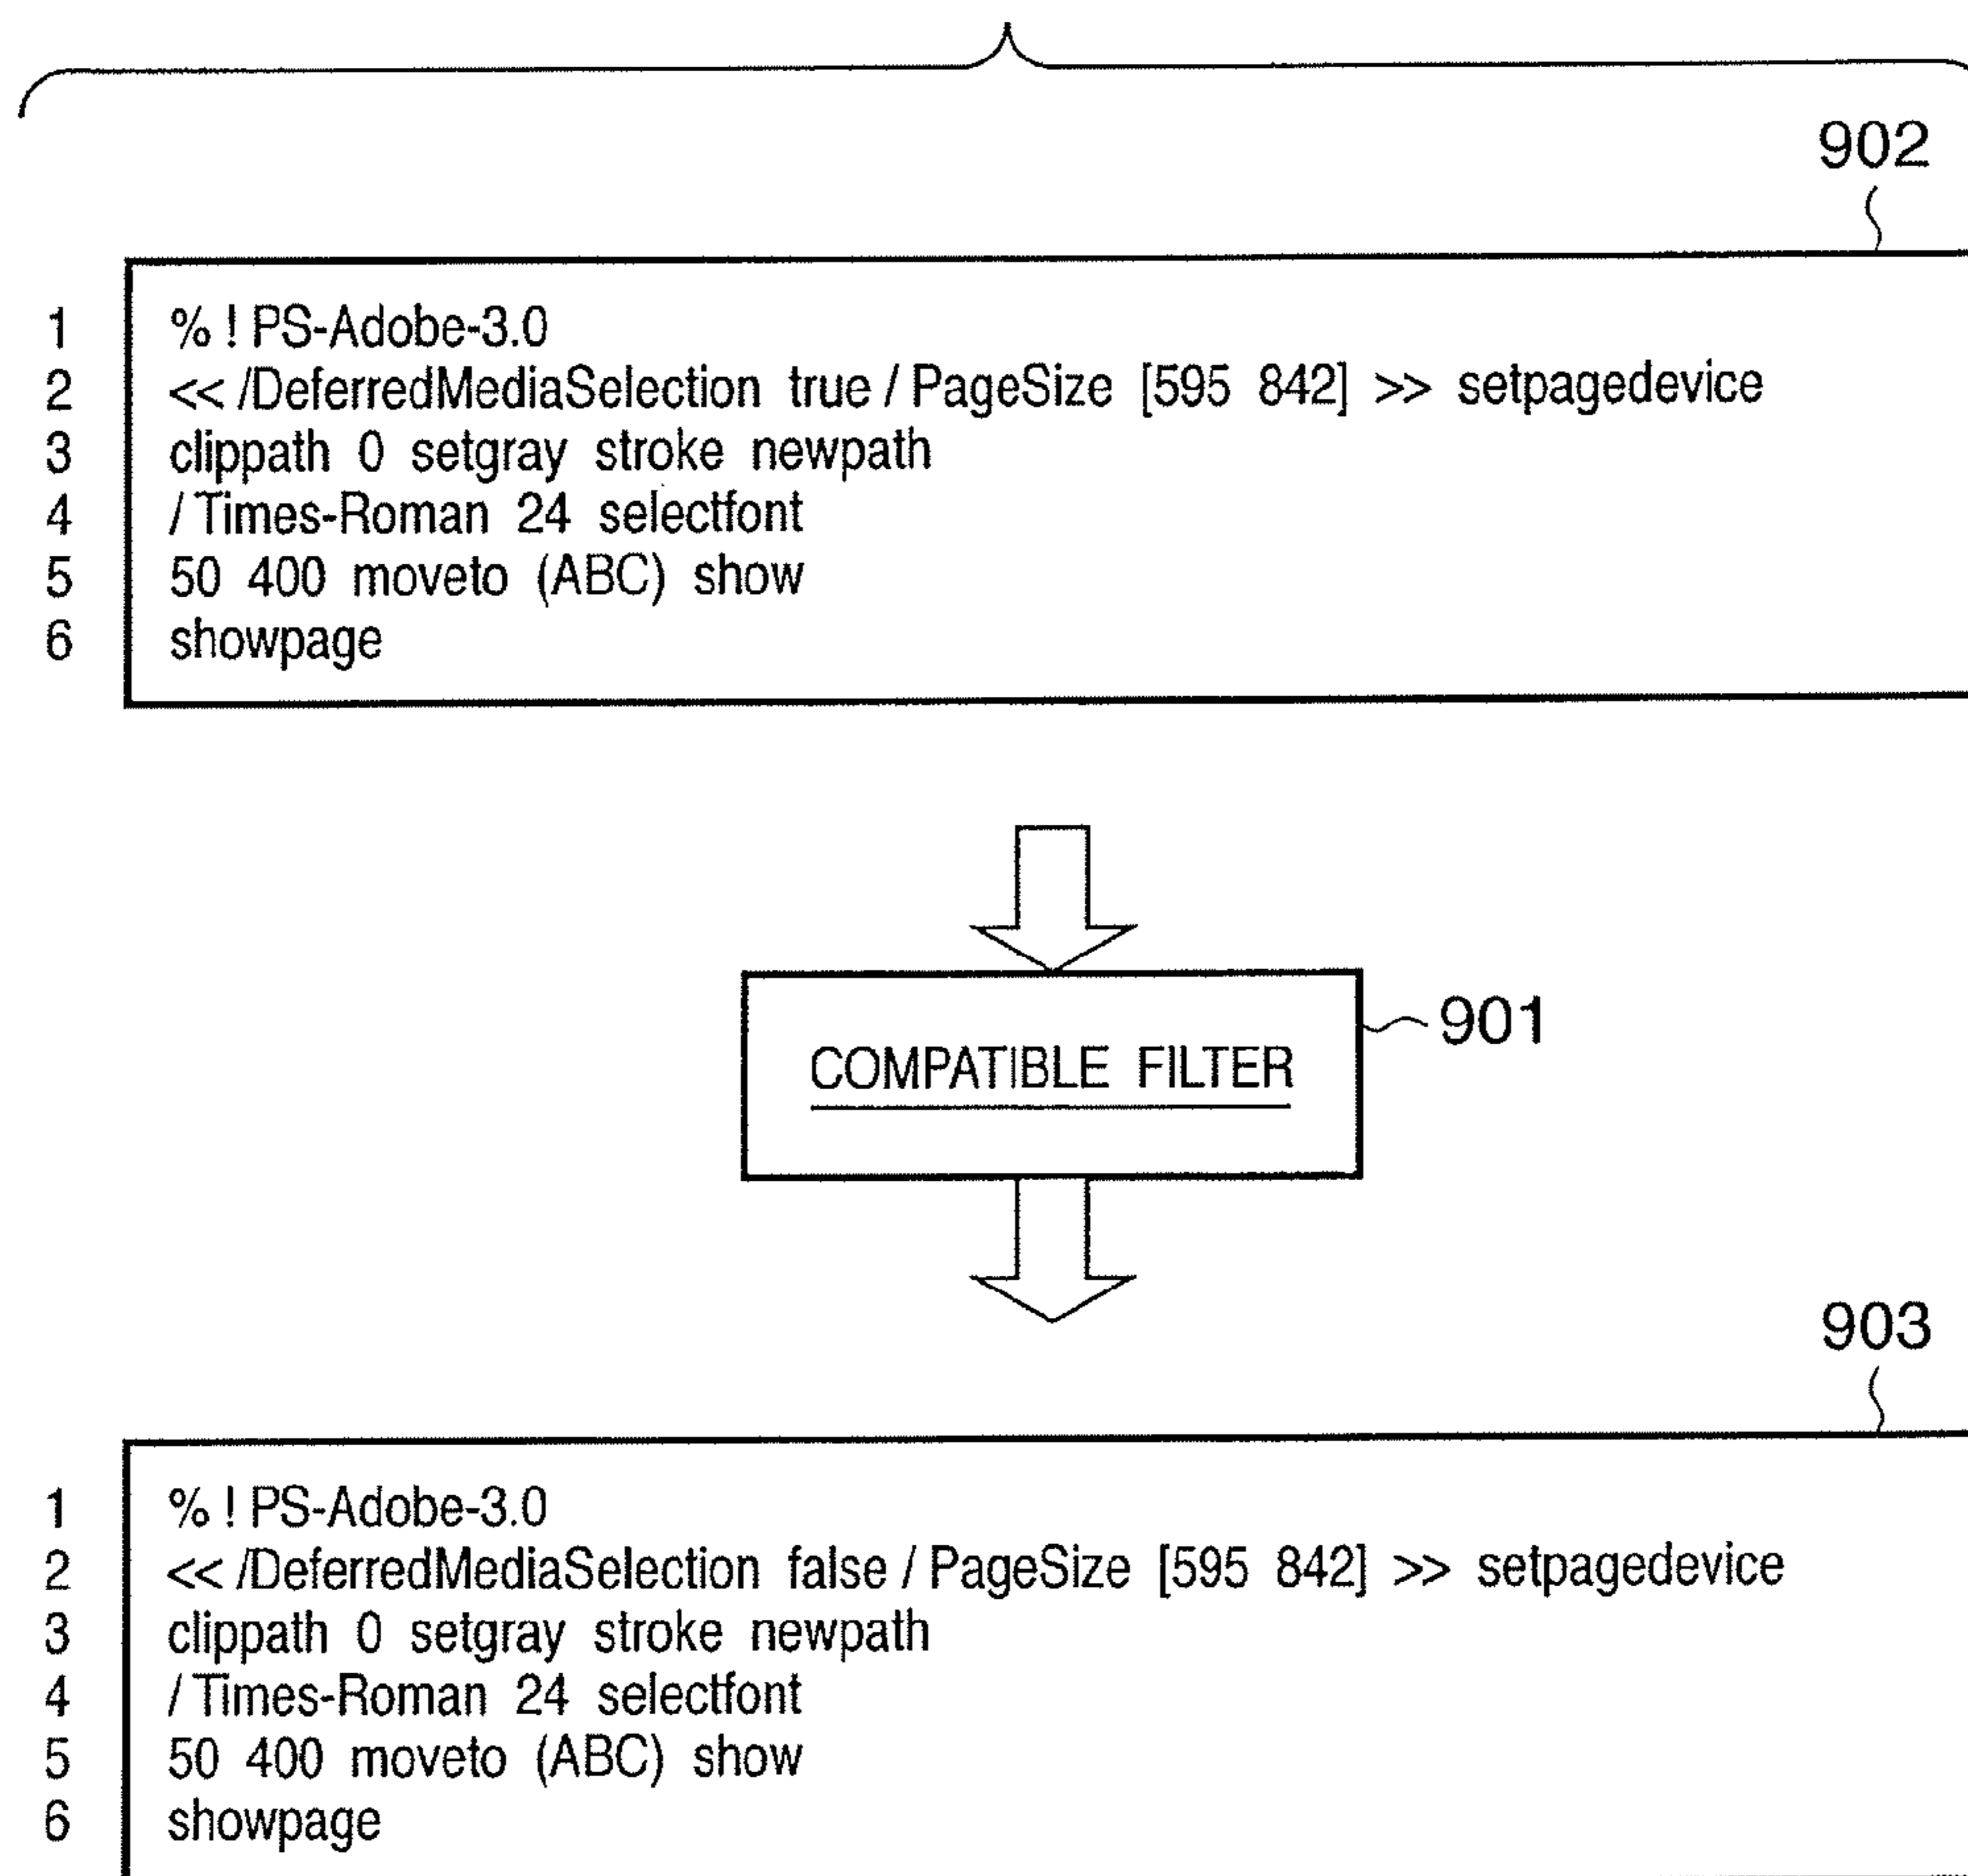 902
1 % ! PS-Adobe-3.0
2 << /DeferredMediaSelection true / PageSize [595 842] >> setpagedevice
3 clippath 0 setgray stroke newpath
4 / Times-Roman 24 selectfont
5 50 400 moveto (ABC) show
6 showpage
COMPATIBLE FILTER
901
903
1 % ! PS-Adobe-3.0
2 << /DeferredMediaSelection false / PageSize [595 842] >> setpagedevice
3 clippath 0 setgray stroke newpath
4 / Times-Roman 24 selectfont
5 50 400 moveto (ABC) show
6 showpage